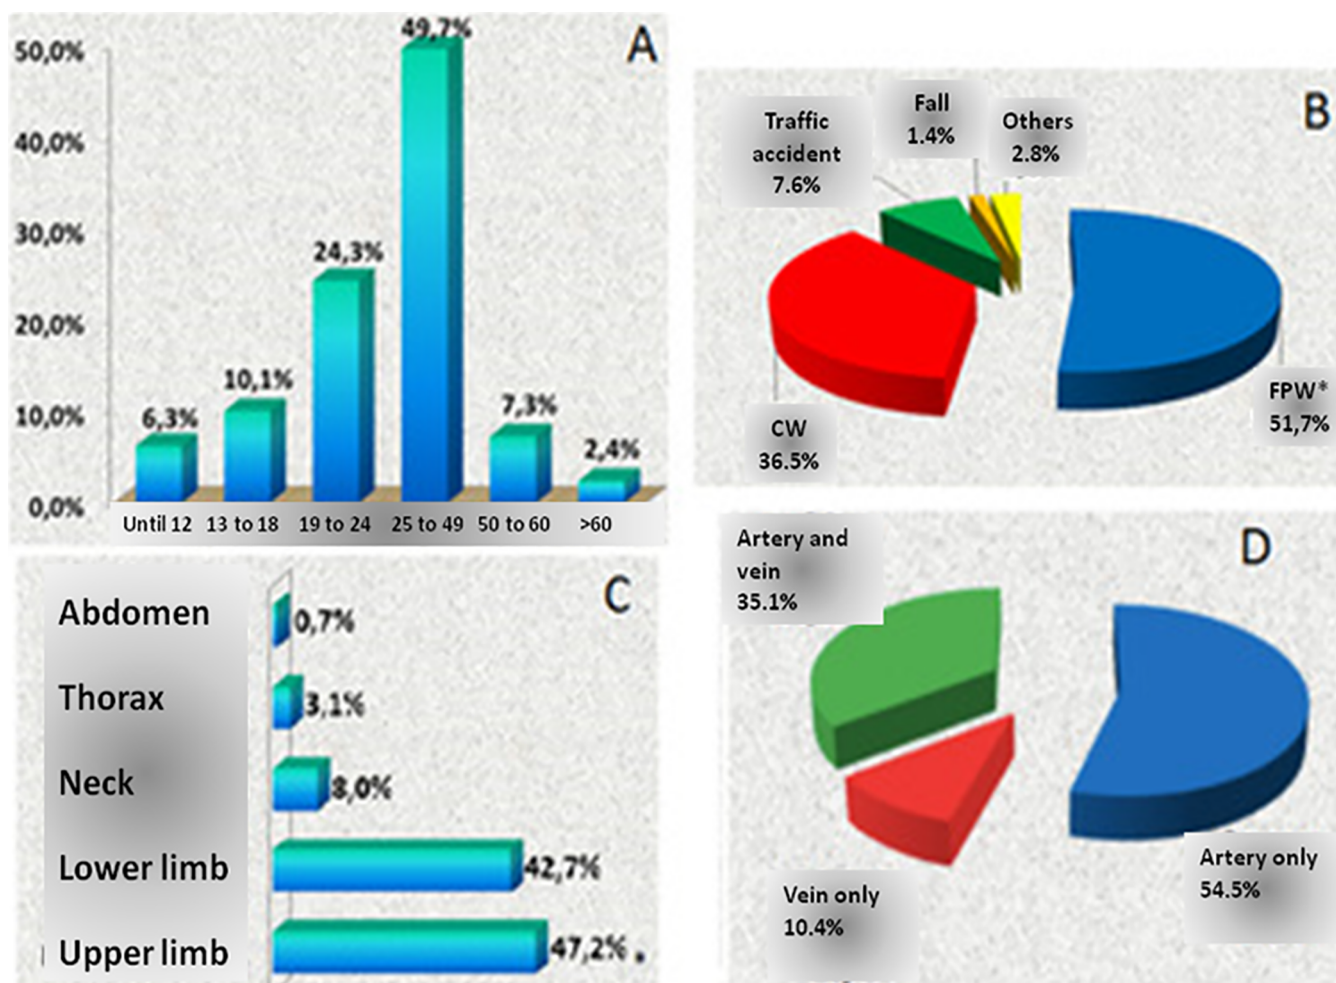 A
50,0%
40,0%
30,0%
20,0%
10,0%
0,0%
6,3%
10,1%
24,3%
49,7%
7,3%
2,4%
Until 12 13 to 18 19 to 24 25 to 49 50 to 60 >60
B
Traffic
accident
7.6%
Fall
1.4%
Others
2.8%
CW
36.5%
FPW*
51,7%
C
Abdomen 0,7%
Thorax 3,1%
Neck 8,0%
Lower limb 42,7%
Upper limb 47,2%
D
Artery and
vein
35.1%
Vein only
10.4%
Artery only
54.5%